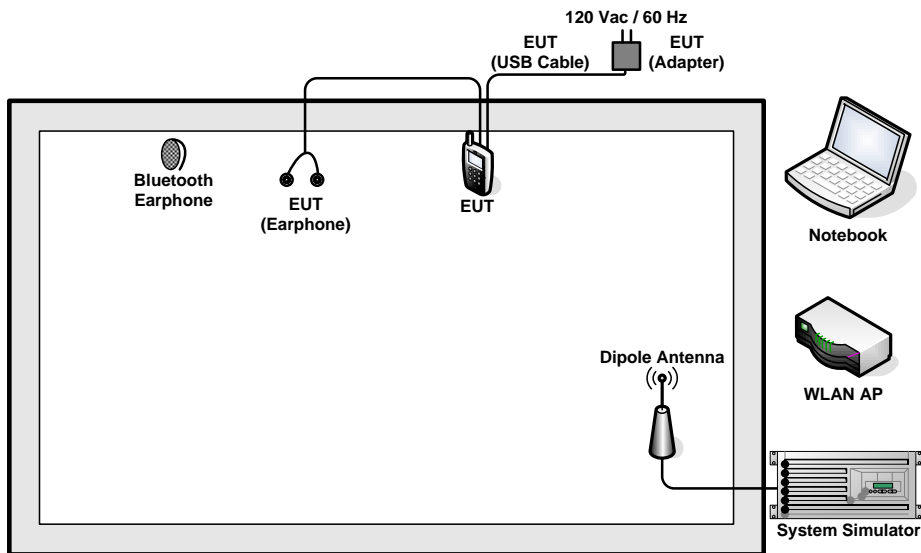 120 Vac / 60 Hz
EUT
(USB Cable)
EUT
(Adapter)
Bluetooth
Earphone
EUT
(Earphone)
EUT
Notebook
Dipole Antenna
WLAN AP
System Simulator